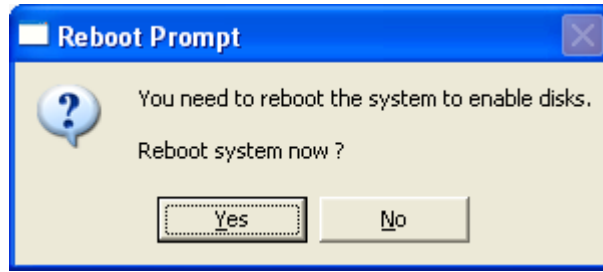 Reboot Prompt
You need to reboot the system to enable disks.
Reboot system now ?
Yes
No